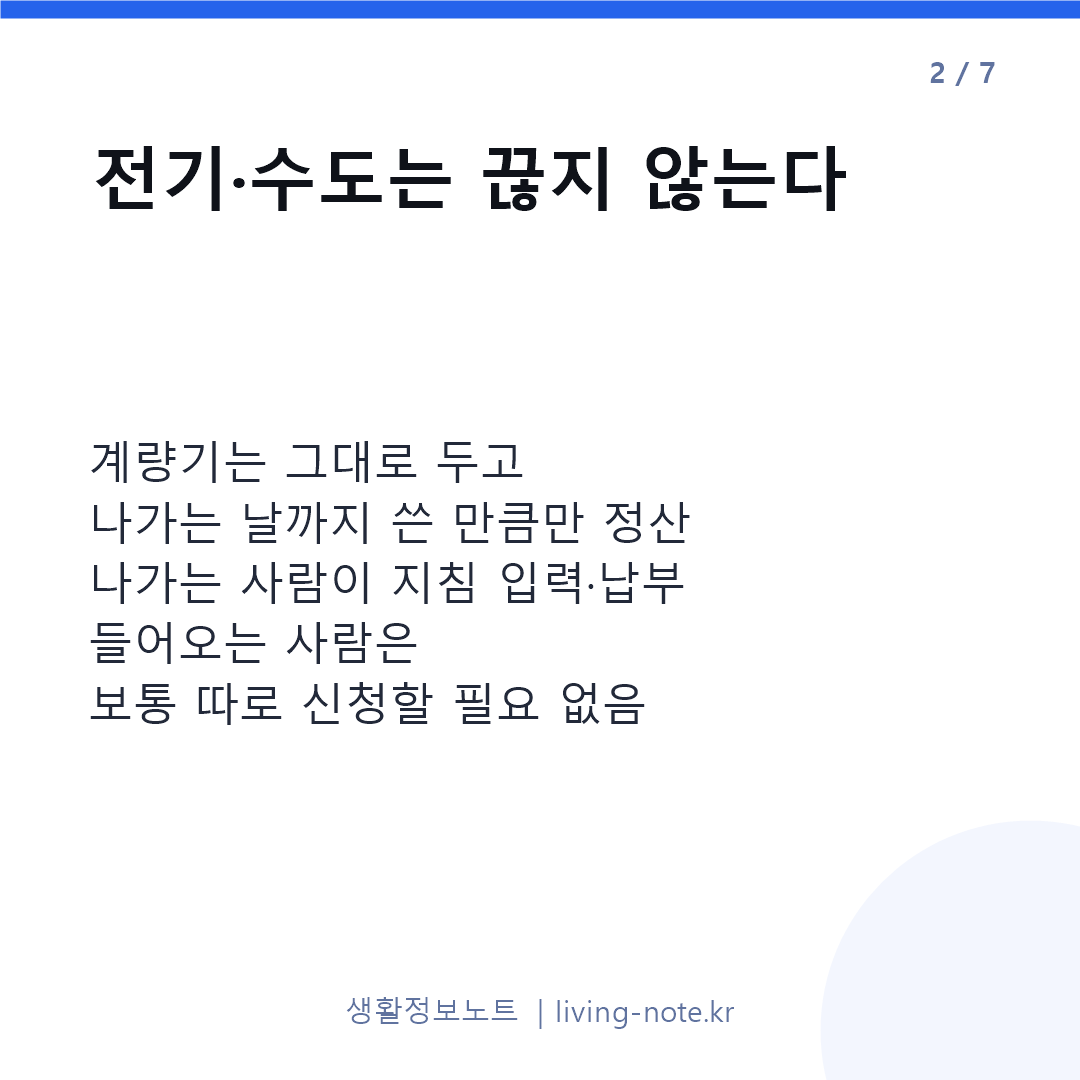 2 / 7
전기·수도는 끊지 않는다
계량기는 그대로 두고
나가는 날까지 쓴 만큼만 정산
나가는 사람이 지침 입력·납부
들어오는 사람은
보통 따로 신청할 필요 없음
생활정보노트 | living-note.kr